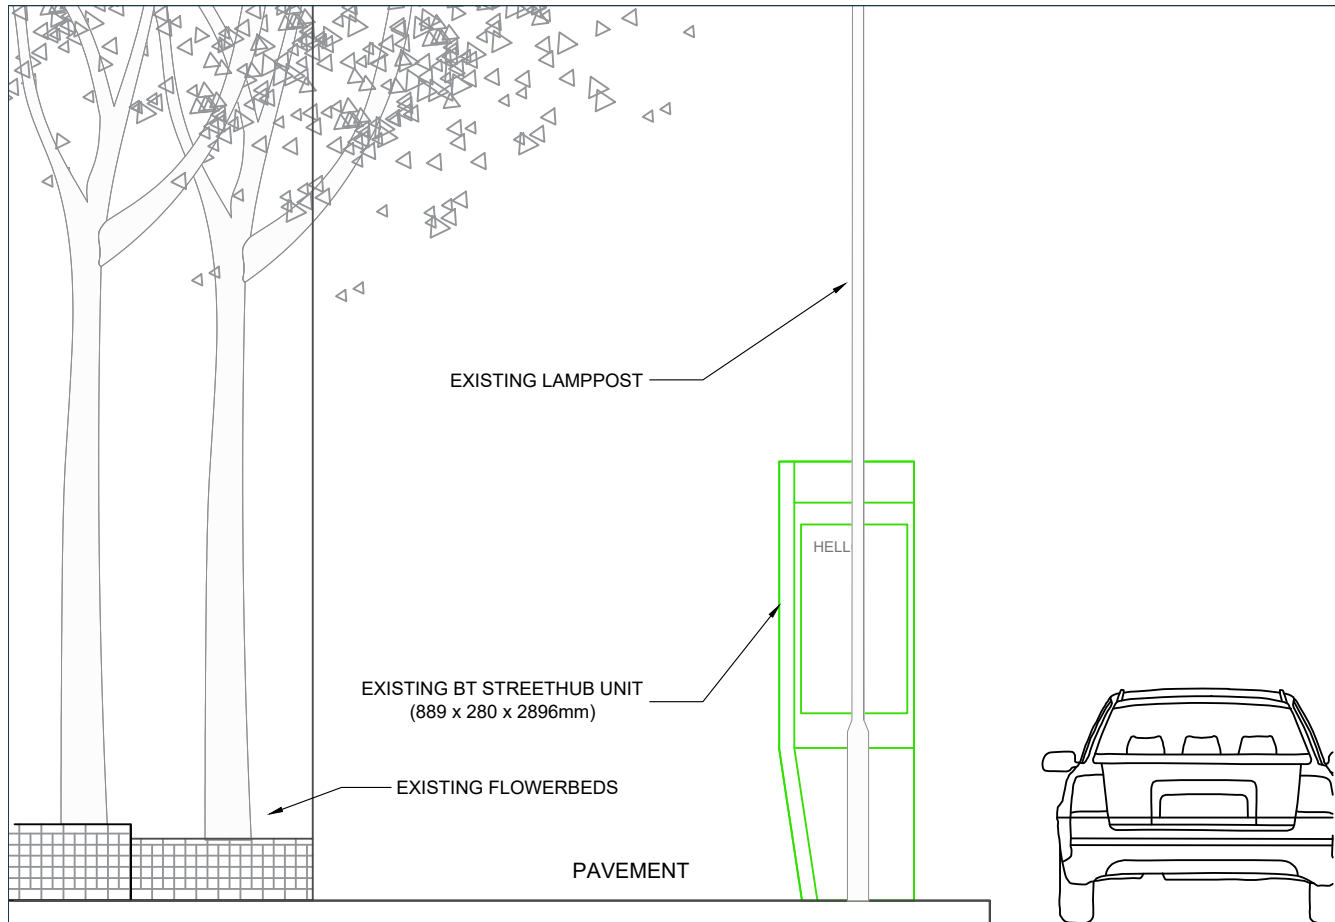 EXISTING LAMPPOST
HELL
EXISTING BT STREETHUB UNIT
(889 x 280 x 2896mm)
EXISTING FLOWERBEDS
PAVEMENT